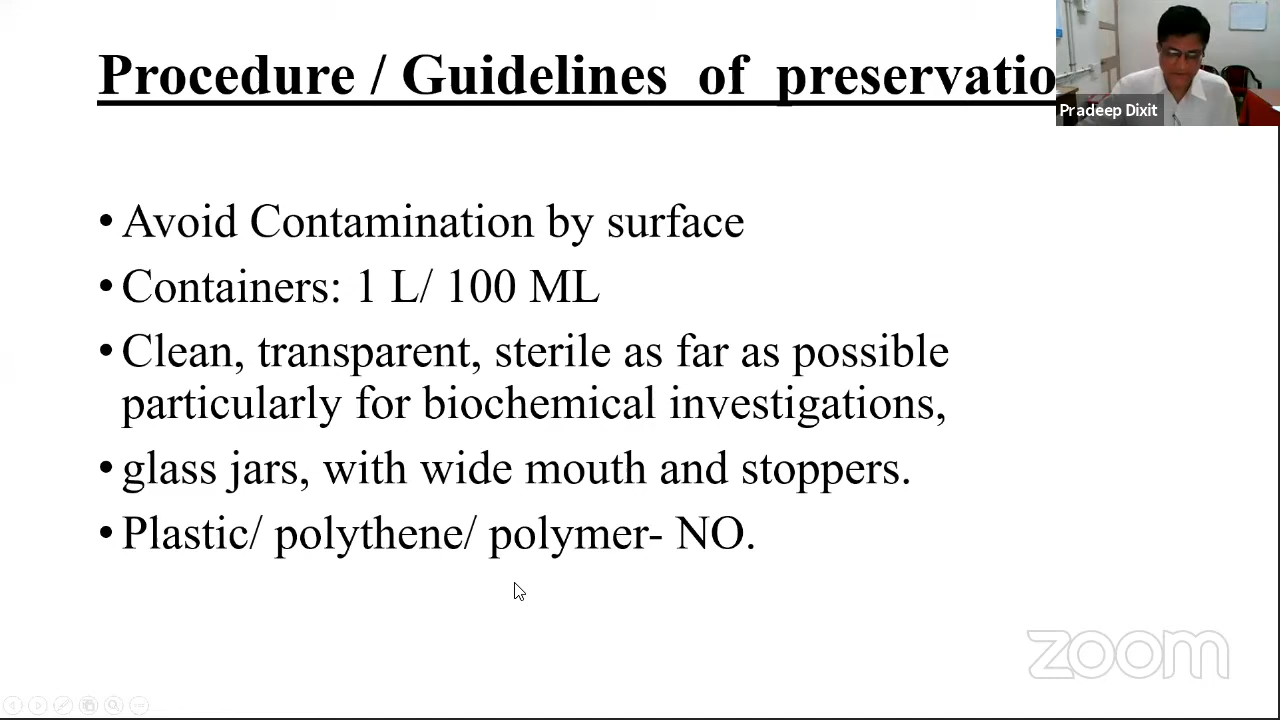 Procedure / Guidelines of preservatio
Pradeep Dixit
• Avoid Contamination by surface
• Containers: 1 L/ 100 ML
• Clean, transparent, sterile as far as possible
particularly for biochemical investigations,
• glass jars, with wide mouth and stoppers.
• Plastic/ polythene/ polymer- NO.
zoom